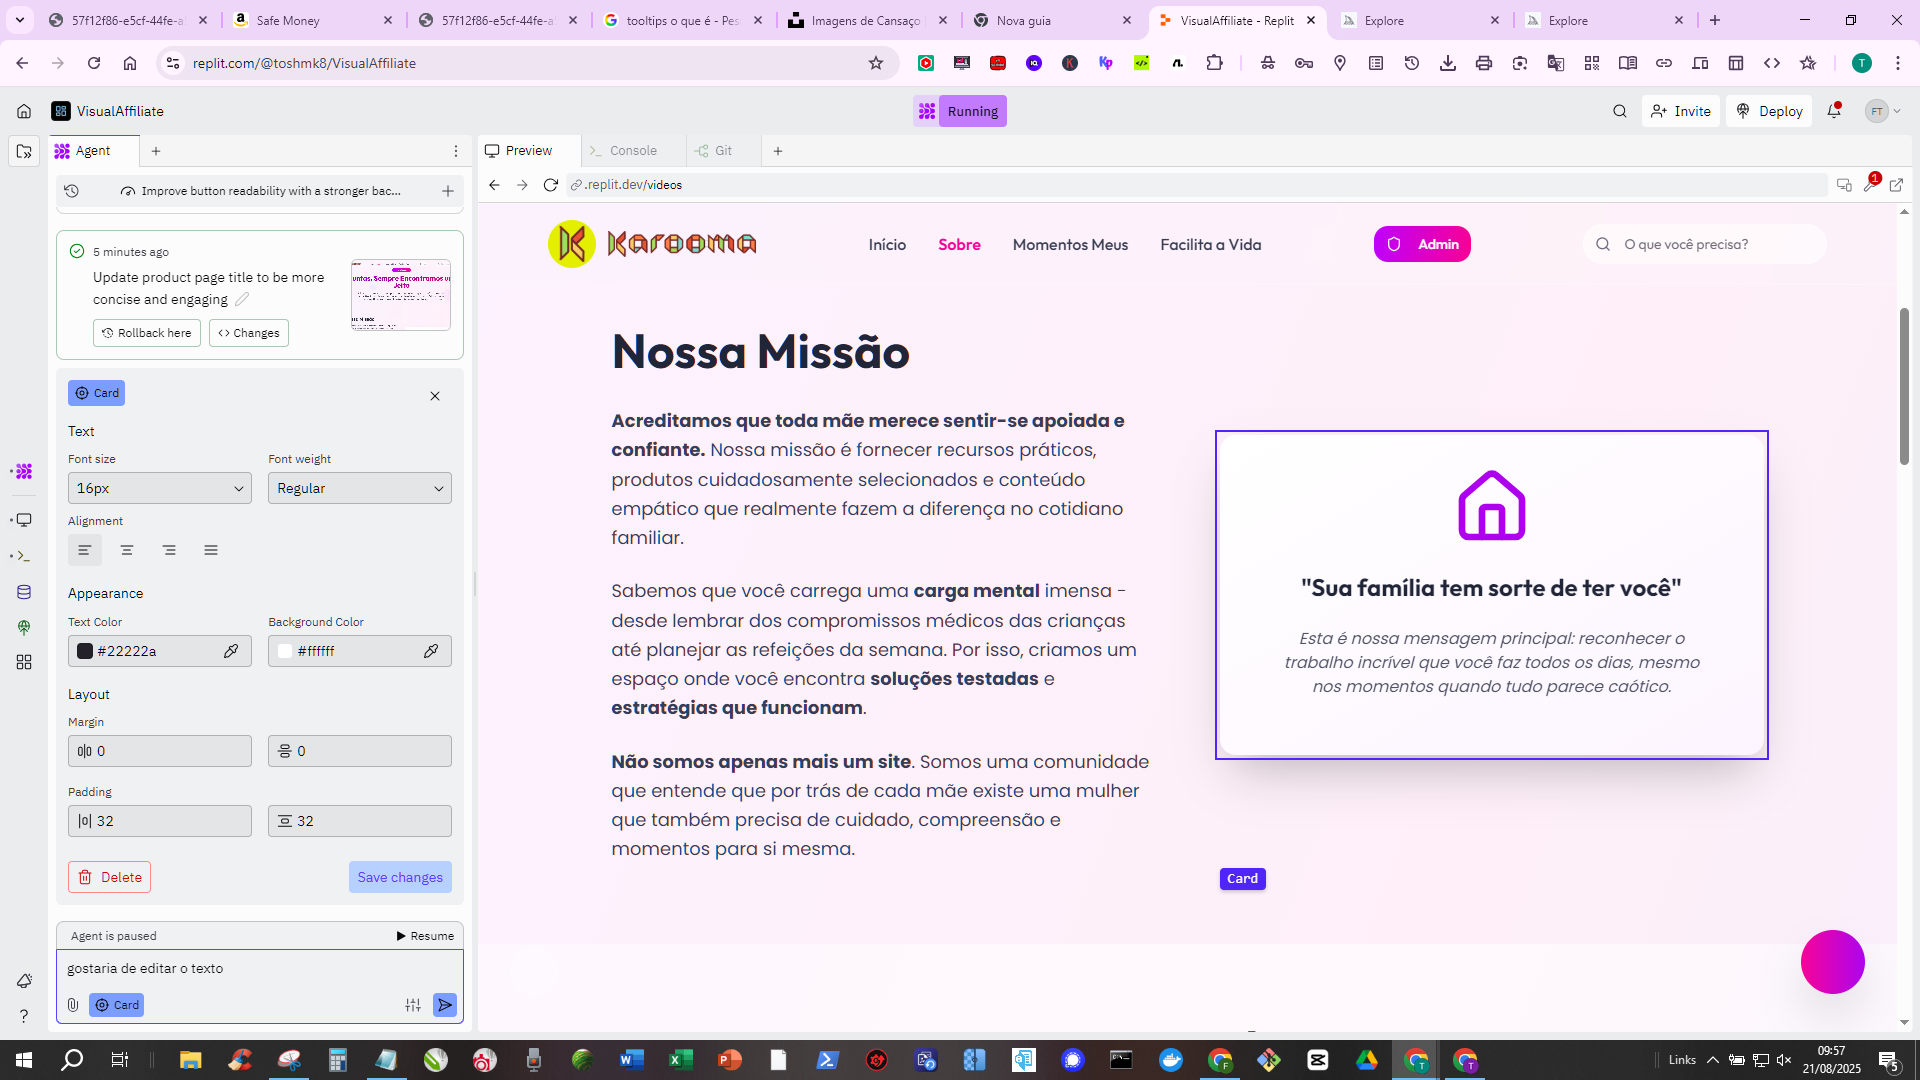 57f12f86-e5cf-44fe-a
Safe Money
57f12f86-e5cf-44fe-a
tooltips o que é - Pes
Imagens de Cansaço
Nova guia
VisualAffiliate - Replit
Explore
Explore
replit.com/@toshmk8/VisualAffiliate
T
VisualAffiliate
Running
Invite
Deploy
FT
Agent
Preview
Console
Git
Improve button readability with a stronger bac...
.replit.dev/videos
1
5 minutes ago
Update product page title to be more
concise and engaging
Rollback here
Changes
Card
Text
Font size
Font weight
16px
Regular
Alignment
Appearance
Text Color
Background Color
#22222a
#ffffff
Layout
Margin
0
0
Padding
32
32
Delete
Save changes
Agent is paused
Resume
gostaria de editar o texto
Card
Karooma
Início
Sobre
Momentos Meus
Facilita a Vida
Admin
O que você precisa?
Nossa Missão
Acreditamos que toda mãe merece sentir-se apoiada e
confiante. Nossa missão é fornecer recursos práticos,
produtos cuidadosamente selecionados e conteúdo
empático que realmente fazem a diferença no cotidiano
familiar.
Sabemos que você carrega uma carga mental imensa -
desde lembrar dos compromissos médicos das crianças
até planejar as refeições da semana. Por isso, criamos um
espaço onde você encontra soluções testadas e
estratégias que funcionam.
Não somos apenas mais um site. Somos uma comunidade
que entende que por trás de cada mãe existe uma mulher
que também precisa de cuidado, compreensão e
momentos para si mesma.
"Sua família tem sorte de ter você"
Esta é nossa mensagem principal: reconhecer o
trabalho incrível que você faz todos os dias, mesmo
nos momentos quando tudo parece caótico.
Card
Links
09:57
21/08/2025
5